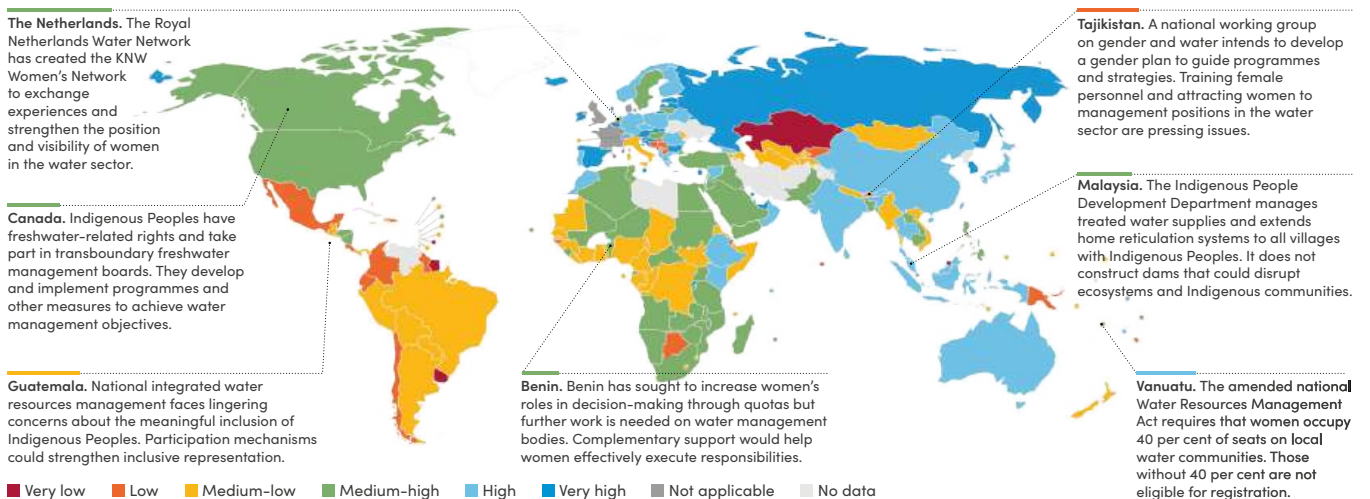 The Netherlands. The Royal
Netherlands Water Network
has created the KNW
Women's Network
to exchange
experiences and
strengthen the position
and visibility of women
in the water sector.
Canada. Indigenous Peoples have
freshwater-related rights and take
part in transboundary freshwater
management boards. They develop
and implement programmes and
other measures to achieve water
management objectives.
Guatemala. National integrated water
resources management faces lingering
concerns about the meaningful inclusion of
Indigenous Peoples. Participation mechanisms
could strengthen inclusive representation.
Benin. Benin has sought to increase women's
roles in decision-making through quotas but
further work is needed on water management
bodies. Complementary support would help
women effectively execute responsibilities.
Tajikistan. A national working group
on gender and water intends to develop
a gender plan to guide programmes
and strategies. Training female
personnel and attracting women to
management positions in the water
sector are pressing issues.
Malaysia. The Indigenous People
Development Department manages
treated water supplies and extends
home reticulation systems to all villages
with Indigenous Peoples. It does not
construct dams that could disrupt
ecosystems and Indigenous communities.
Vanuatu. The amended national
Water Resources Management
Act requires that women occupy
40 per cent of seats on local
water communities. Those
without 40 per cent are not
eligible for registration.
Very low Low Medium-low Medium-high High Very high Not applicable No data